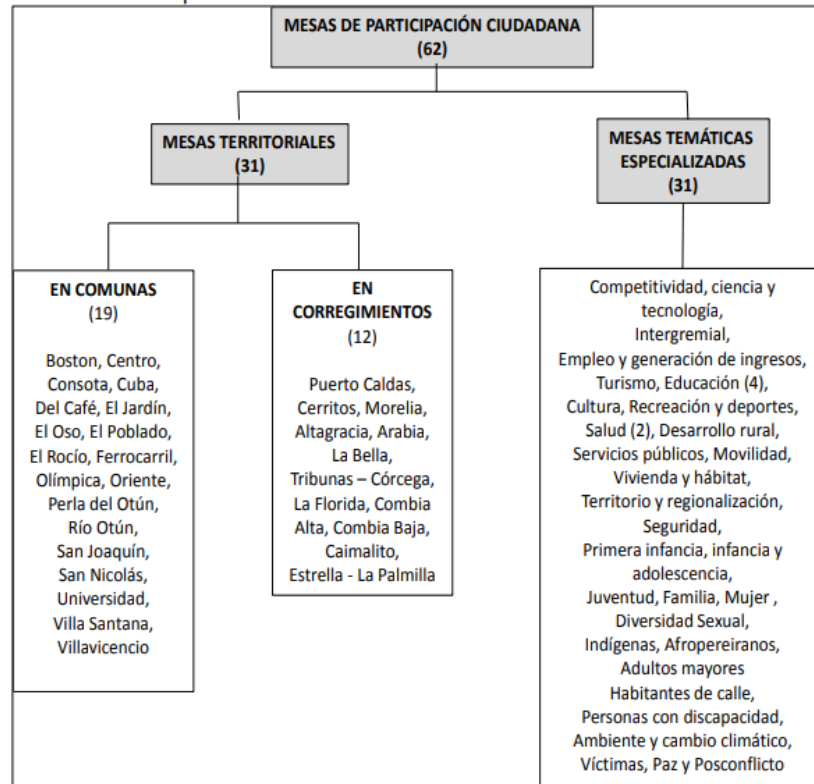 MESAS DE PARTICIPACIÓN CIUDADANA
(62)
MESAS TERRITORIALES
(31)
MESAS TEMÁTICAS
ESPECIALIZADAS
(31)
EN COMUNAS
(19)
Boston, Centro,
Consota, Cuba,
Del Café, El Jardín,
El Oso, El Poblado,
El Rocío, Ferrocarril,
Olímpica, Oriente,
Perla del Otún,
Río Otún,
San Joaquín,
San Nicolás,
Universidad,
Villa Santana,
Villavicencio
EN
CORREGIMIENTOS
(12)
Puerto Caldas,
Cerritos, Morelia,
Altagracia, Arabia,
La Bella,
Tribunas – Córcega,
La Florida, Combia
Alta, Combia Baja,
Caimalito,
Estrella - La Palmilla
Competitividad, ciencia y
tecnología,
Intergremial,
Empleo y generación de ingresos,
Turismo, Educación (4),
Cultura, Recreación y deportes,
Salud (2), Desarrollo rural,
Servicios públicos, Movilidad,
Vivienda y hábitat,
Territorio y regionalización,
Seguridad,
Primera infancia, infancia y
adolescencia,
Juventud, Familia, Mujer ,
Diversidad Sexual,
Indígenas, Afropereiranos,
Adultos mayores
Habitantes de calle,
Personas con discapacidad,
Ambiente y cambio climático,
Víctimas, Paz y Posconflicto